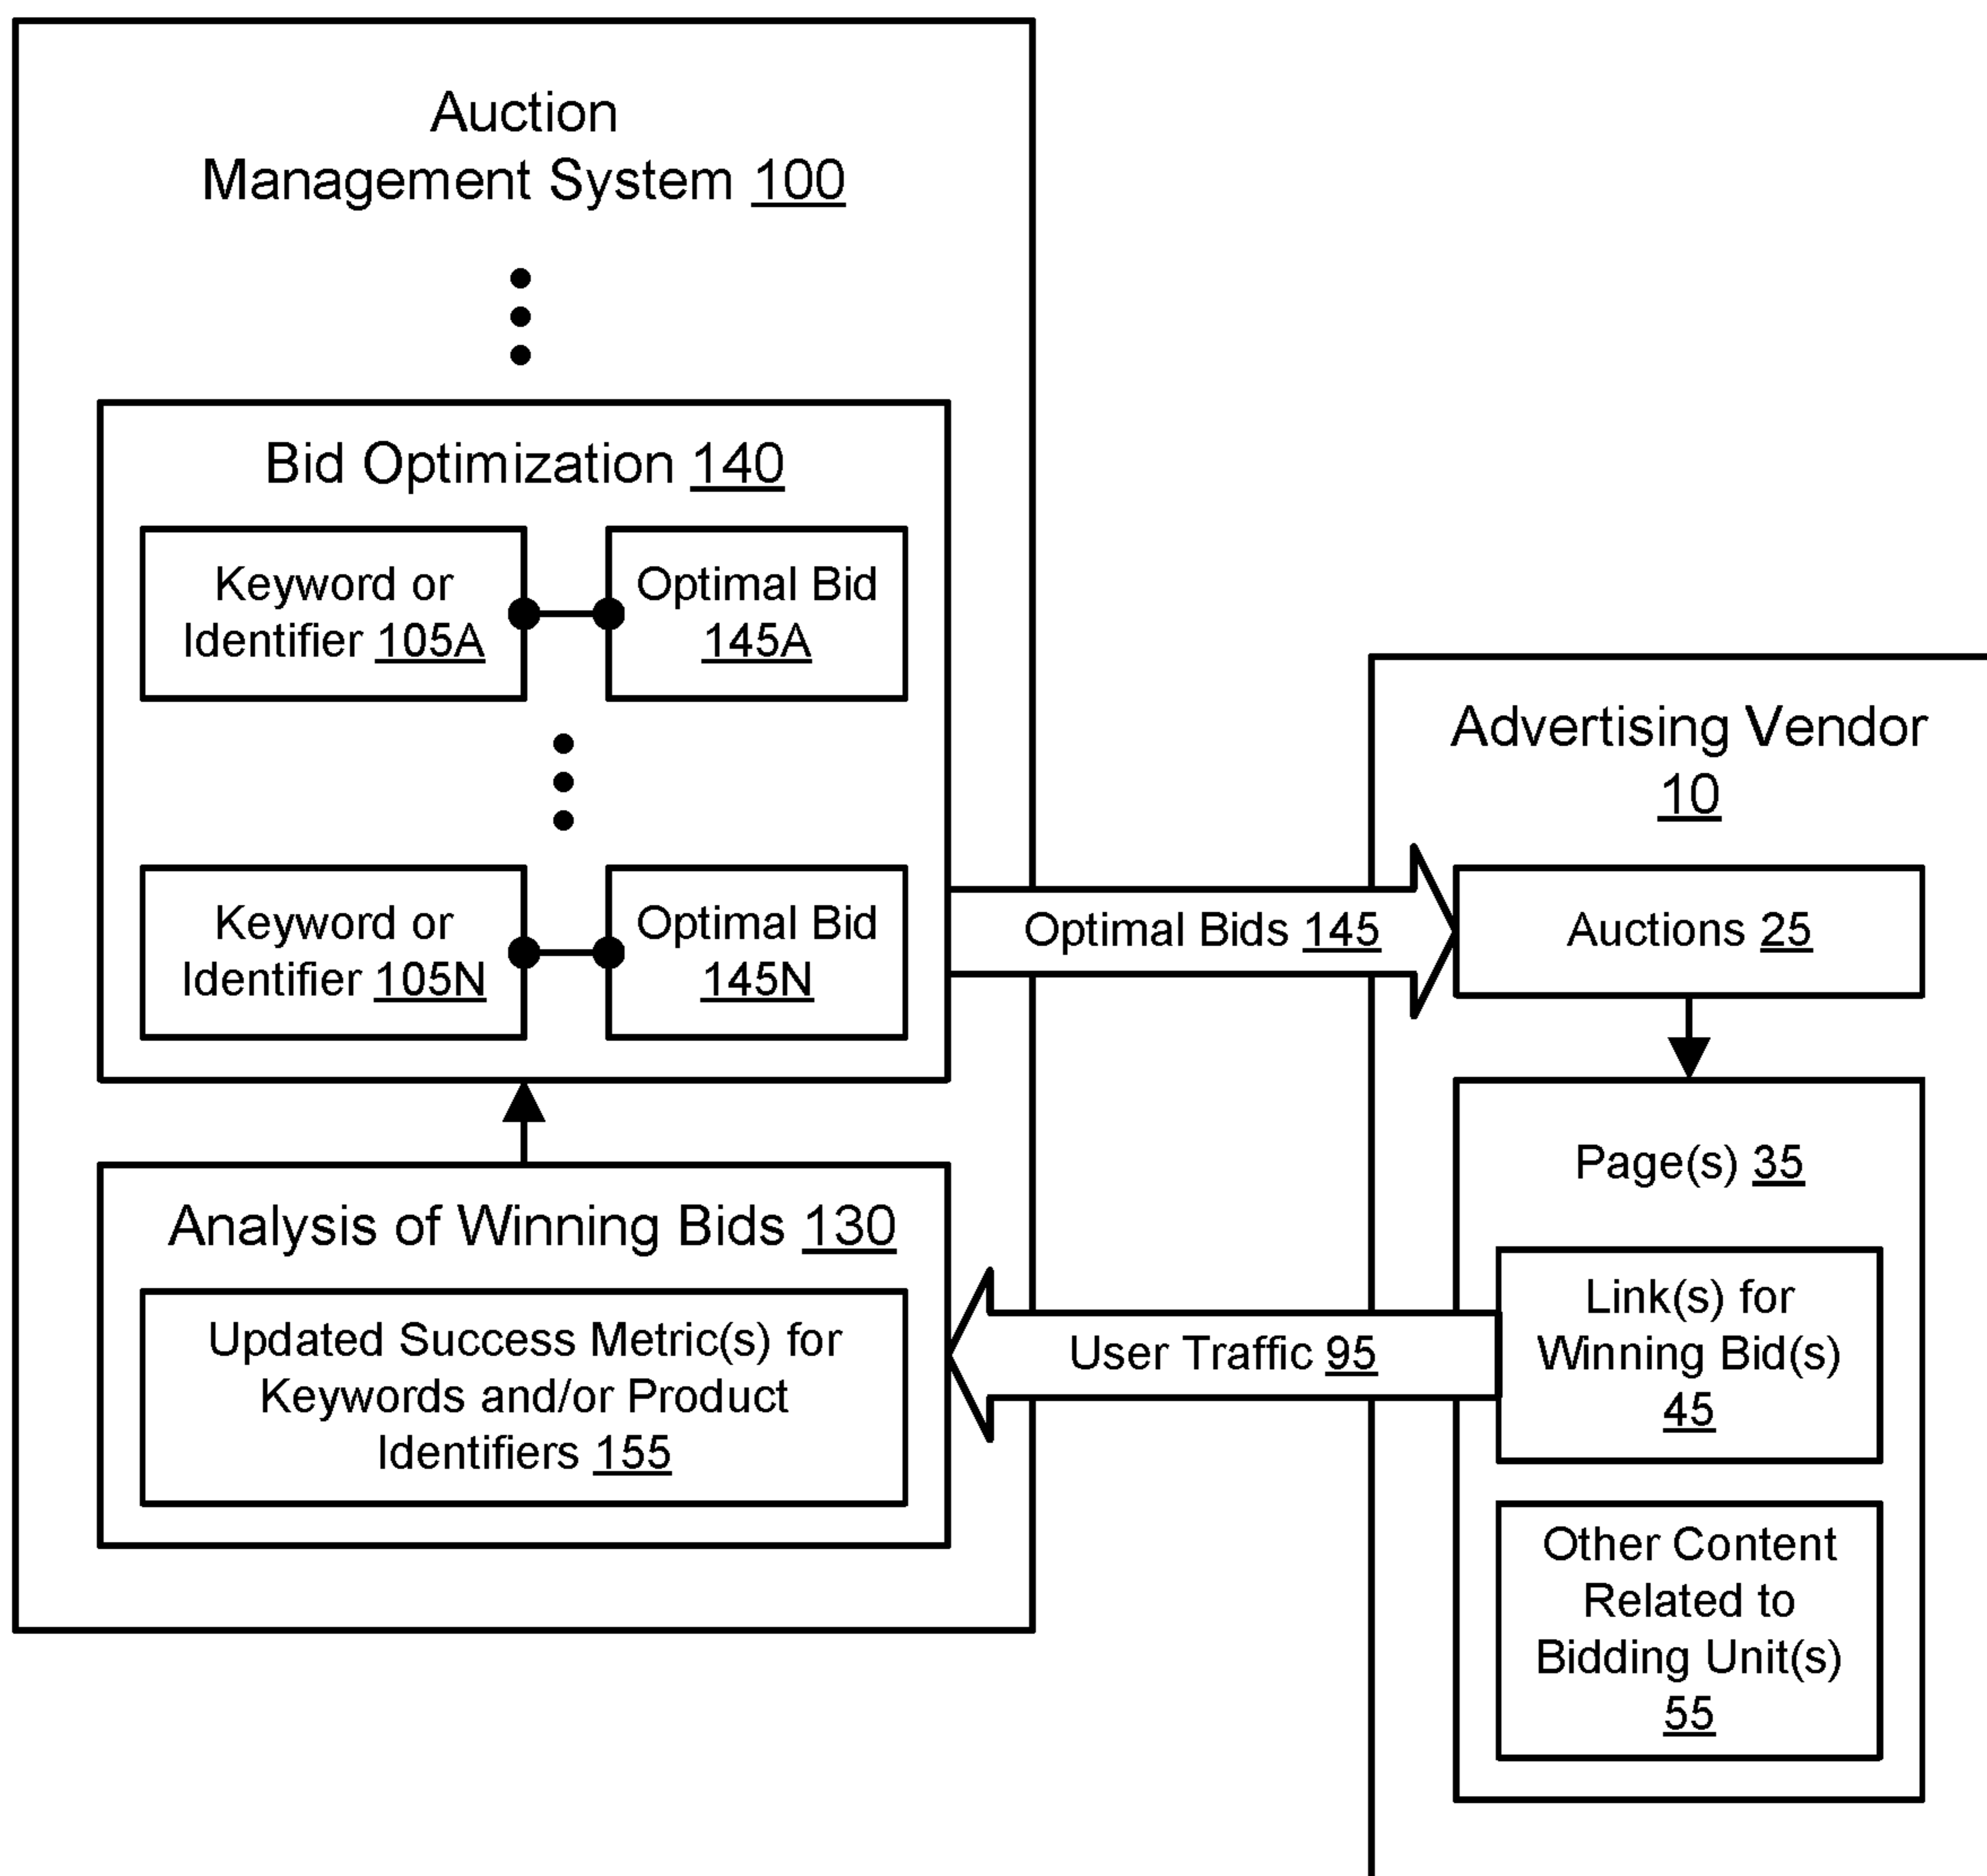 Auction
Management System 100
Bid Optimization 140
Keyword or
Identifier 105A
Optimal Bid
145A
Keyword or
Identifier 105N
Optimal Bid
145N
Optimal Bids 145
Advertising Vendor
10
Auctions 25
Page(s) 35
Link(s) for
Winning Bid(s)
45
Other Content
Related to
Bidding Unit(s)
55
User Traffic 95
Analysis of Winning Bids 130
Updated Success Metric(s) for
Keywords and/or Product
Identifiers 155